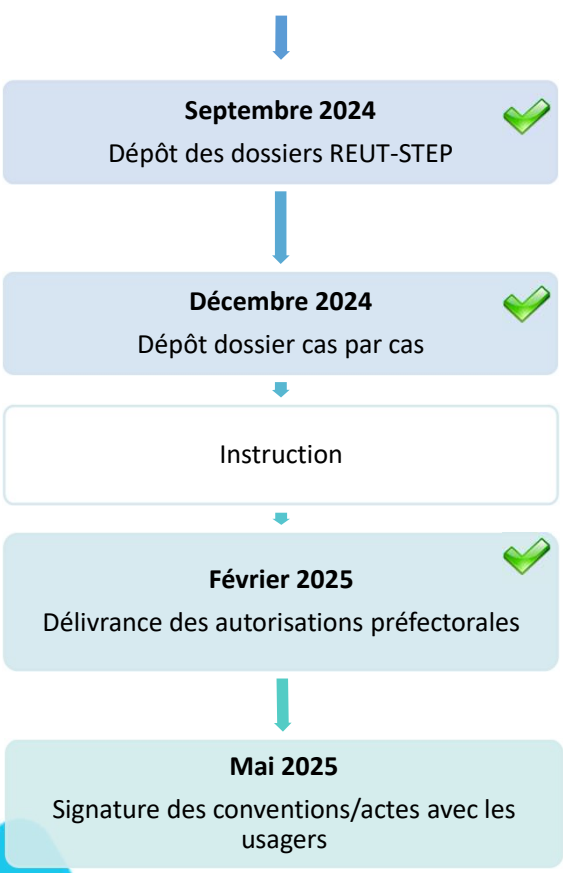 Septembre 2024
Dépôt des dossiers REUT-STEP
Décembre 2024
Dépôt dossier cas par cas
Instruction
Février 2025
Délivrance des autorisations préfectorales
Mai 2025
Signature des conventions/actes avec les
usagers